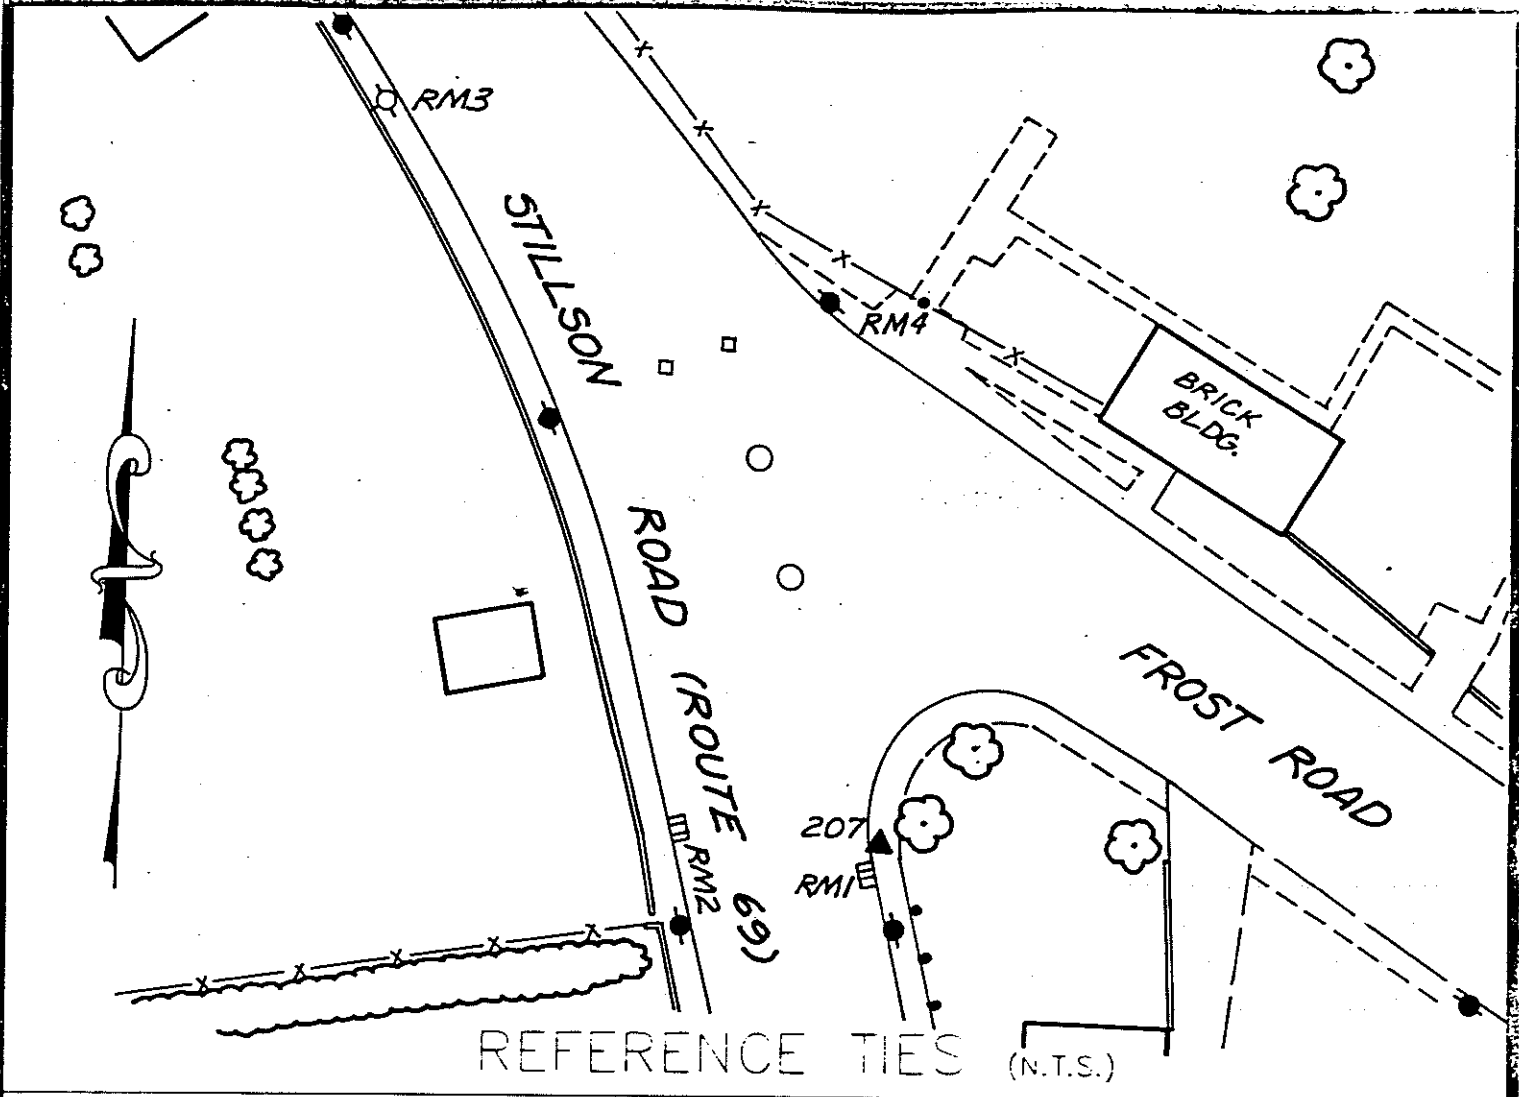 RM3
STILLSON ROAD (ROUTE 69)
RM4
BRICK
BLDG.
FROST ROAD
207
RM1
RM2
REFERENCE TIES (N.T.S.)